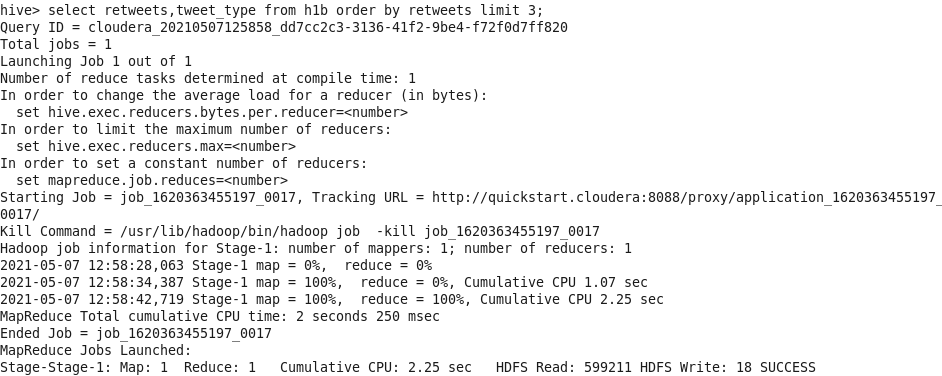 hive> select retweets,tweet_type from h1b order by retweets limit 3;
Query ID = cloudera_20210507125858_dd7cc2c3-3136-41f2-9be4-f72f0d7ff820
Total jobs = 1
Launching Job 1 out of 1
Number of reduce tasks determined at compile time: 1
In order to change the average load for a reducer (in bytes):
  set hive.exec.reducers.bytes.per.reducer=<number>
In order to limit the maximum number of reducers:
  set hive.exec.reducers.max=<number>
In order to set a constant number of reducers:
  set mapreduce.job.reduces=<number>
Starting Job = job_1620363455197_0017, Tracking URL = http://quickstart.cloudera:8088/proxy/application_1620363455197_
0017/
Kill Command = /usr/lib/hadoop/bin/hadoop job  -kill job_1620363455197_0017
Hadoop job information for Stage-1: number of mappers: 1; number of reducers: 1
2021-05-07 12:58:28,063 Stage-1 map = 0%,  reduce = 0%
2021-05-07 12:58:34,387 Stage-1 map = 100%,  reduce = 0%, Cumulative CPU 1.07 sec
2021-05-07 12:58:42,719 Stage-1 map = 100%,  reduce = 100%, Cumulative CPU 2.25 sec
MapReduce Total cumulative CPU time: 2 seconds 250 msec
Ended Job = job_1620363455197_0017
MapReduce Jobs Launched:
Stage-Stage-1: Map: 1  Reduce: 1   Cumulative CPU: 2.25 sec   HDFS Read: 599211 HDFS Write: 18 SUCCESS